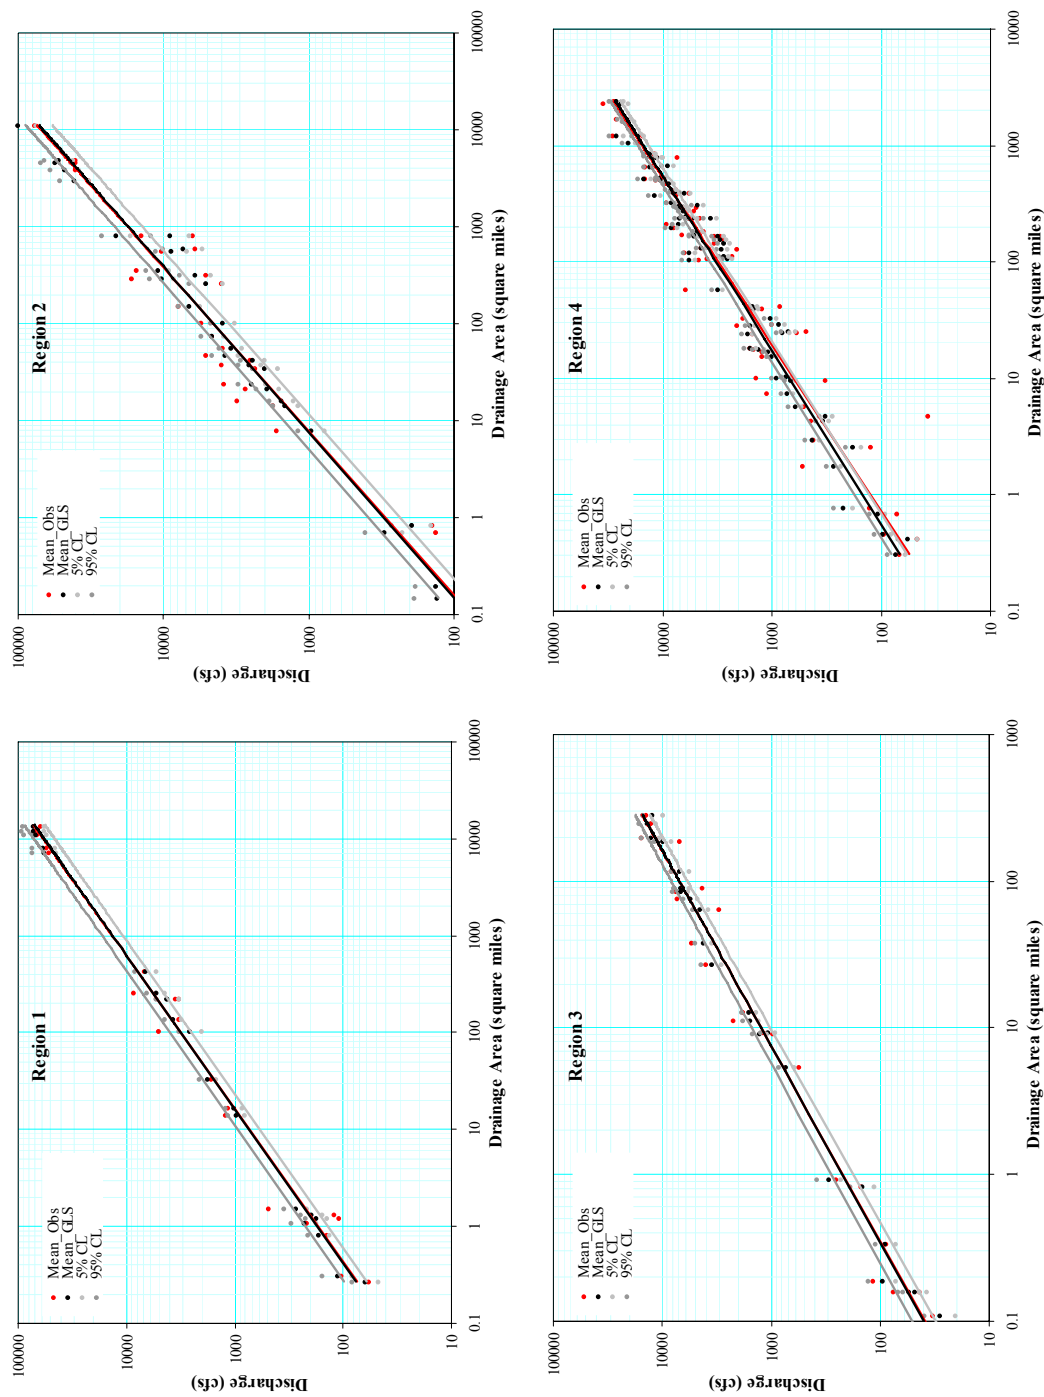 Region 1
Mean_Obs
Mean_GLS
5% CL
95% CL
Discharge (cfs)
100000
10000
1000
100
10
0.1 1 10 100 1000 10000 100000
Drainage Area (square miles)
Region 2
Mean_Obs
Mean_GLS
5% CL
95% CL
Discharge (cfs)
100000
10000
1000
100
0.1 1 10 100 1000 10000 100000
Drainage Area (square miles)
Region 3
Mean_Obs
Mean_GLS
5% CL
95% CL
Discharge (cfs)
100000
10000
1000
100
10
0.1 1 10 100 1000
Drainage Area (square miles)
Region 4
Mean_Obs
Mean_GLS
5% CL
95% CL
Discharge (cfs)
100000
10000
1000
100
10
0.1 1 10 100 1000 10000
Drainage Area (square miles)